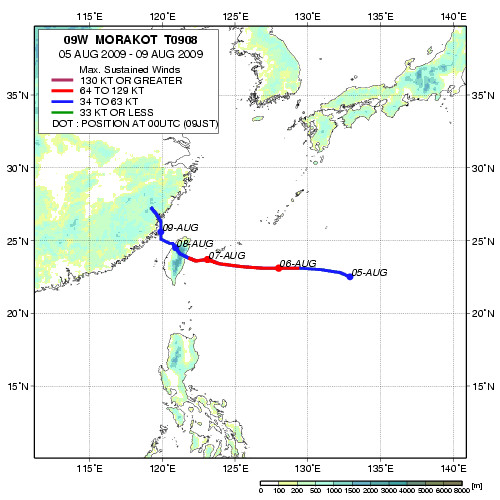 115°E 120°E 125°E 130°E 135°E 140°E
09W MORAKOT T0908
05 AUG 2009 - 09 AUG 2009
Max. Sustained Winds
130 KT OR GREATER
64 TO 129 KT
34 TO 63 KT
33 KT OR LESS
DOT : POSITION AT 00UTC (09JST)
35°N 35°N
30°N 30°N
09-AUG
08-AUG
25°N 25°N
07-AUG
06-AUG
05-AUG
20°N 20°N
15°N 15°N
115°E 120°E 125°E 130°E 135°E 140°E
0 100 200 500 1000 1500 2000 3000 4000 5000 6000 8000 [m]